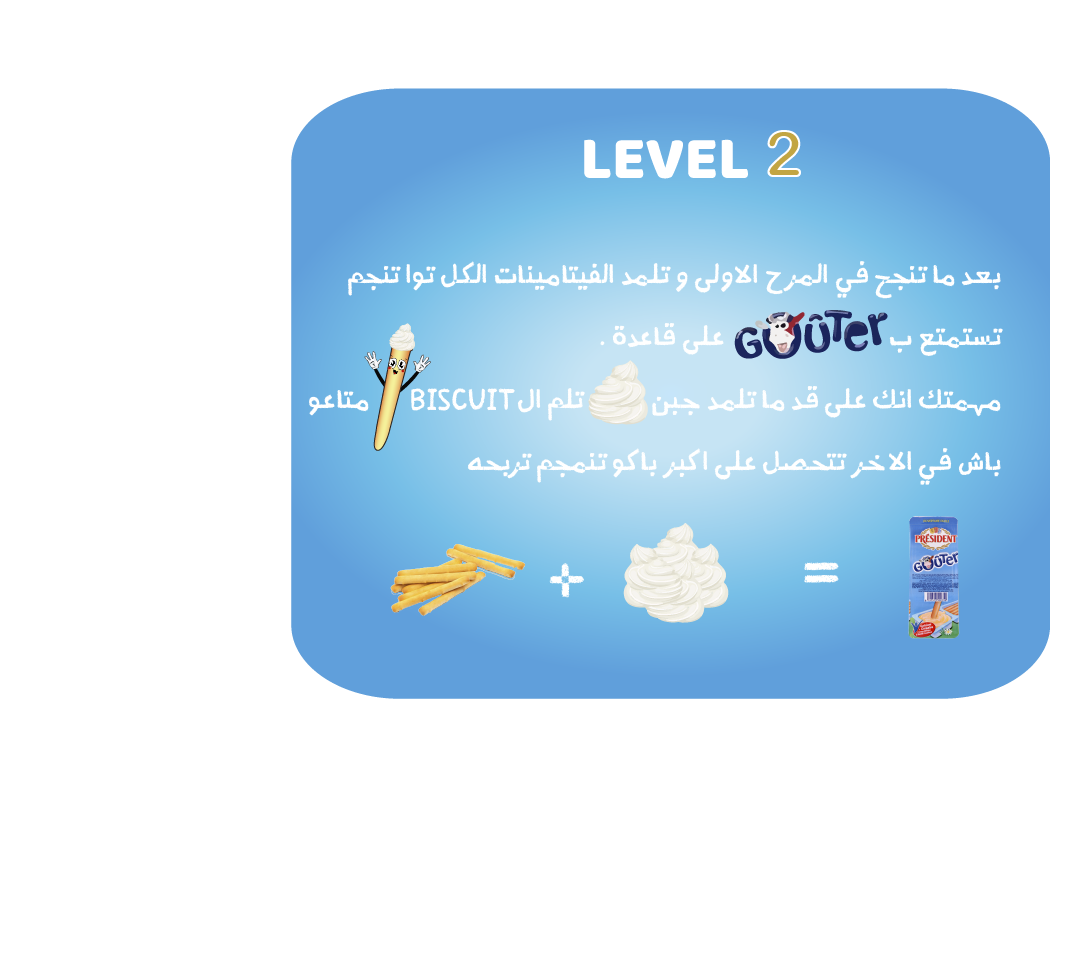 LEVEL 2
بعد ما تنجح في المرح الاولى و تلمد الفيتامينات الكل توا تنجم
تستمتع ب GOÛTER على قاعدة .
مهمتك انك على قد ما تلمد جبن تلم ال BISCUIT متاعو
باش في الاخر تتحصل على اكبر باكو تنمجم تربحه
+ =
PRÉSIDENT
GOÛTER